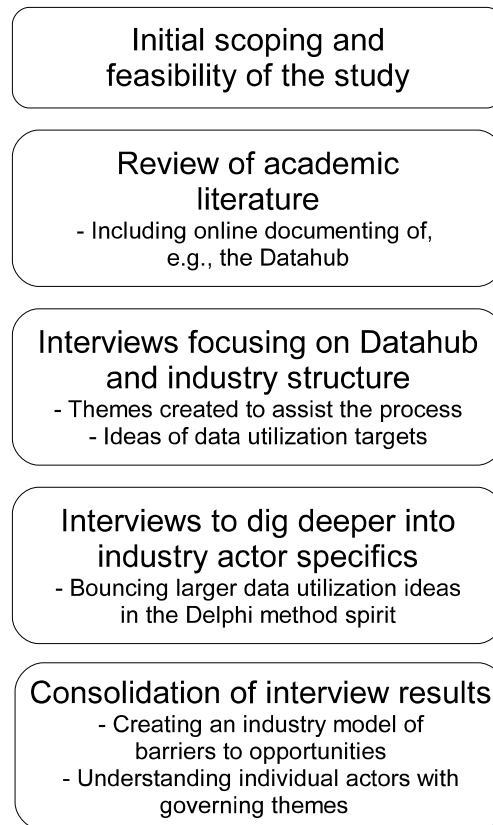 Initial scoping and
feasibility of the study
Review of academic
literature
- Including online documenting of,
e.g., the Datahub
Interviews focusing on Datahub
and industry structure
- Themes created to assist the process
- Ideas of data utilization targets
Interviews to dig deeper into
industry actor specifics
- Bouncing larger data utilization ideas
in the Delphi method spirit
Consolidation of interview results
- Creating an industry model of
barriers to opportunities
- Understanding individual actors with
governing themes